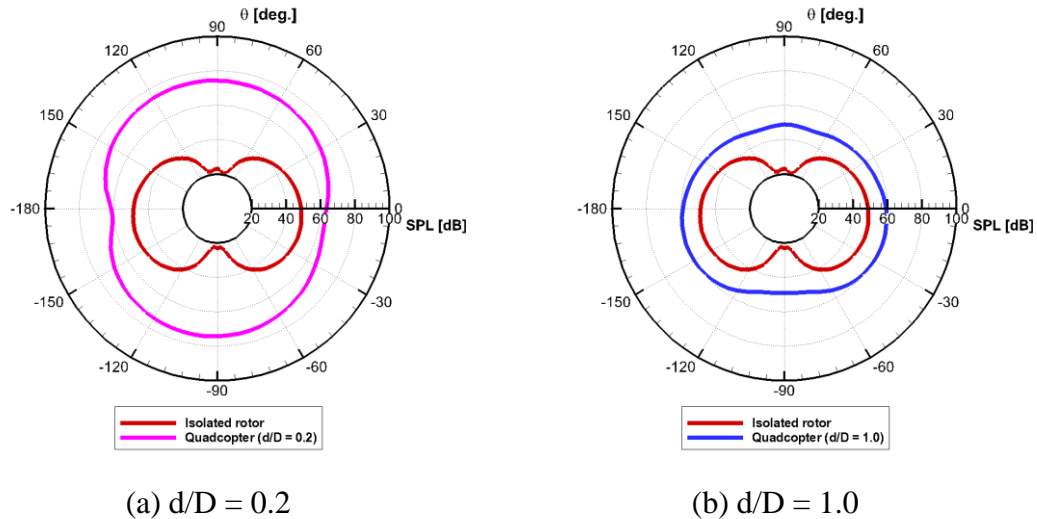 θ [deg.]
90
120
60
150
30
-180
20 40 60 80 100
0
SPL [dB]
-150
-30
-120
-60
-90
Isolated rotor
Quadcopter (d/D = 0.2)
(a) d/D = 0.2
θ [deg.]
90
120
60
150
30
-180
20 40 60 80 100
0
SPL [dB]
-150
-30
-120
-60
-90
Isolated rotor
Quadcopter (d/D = 1.0)
(b) d/D = 1.0